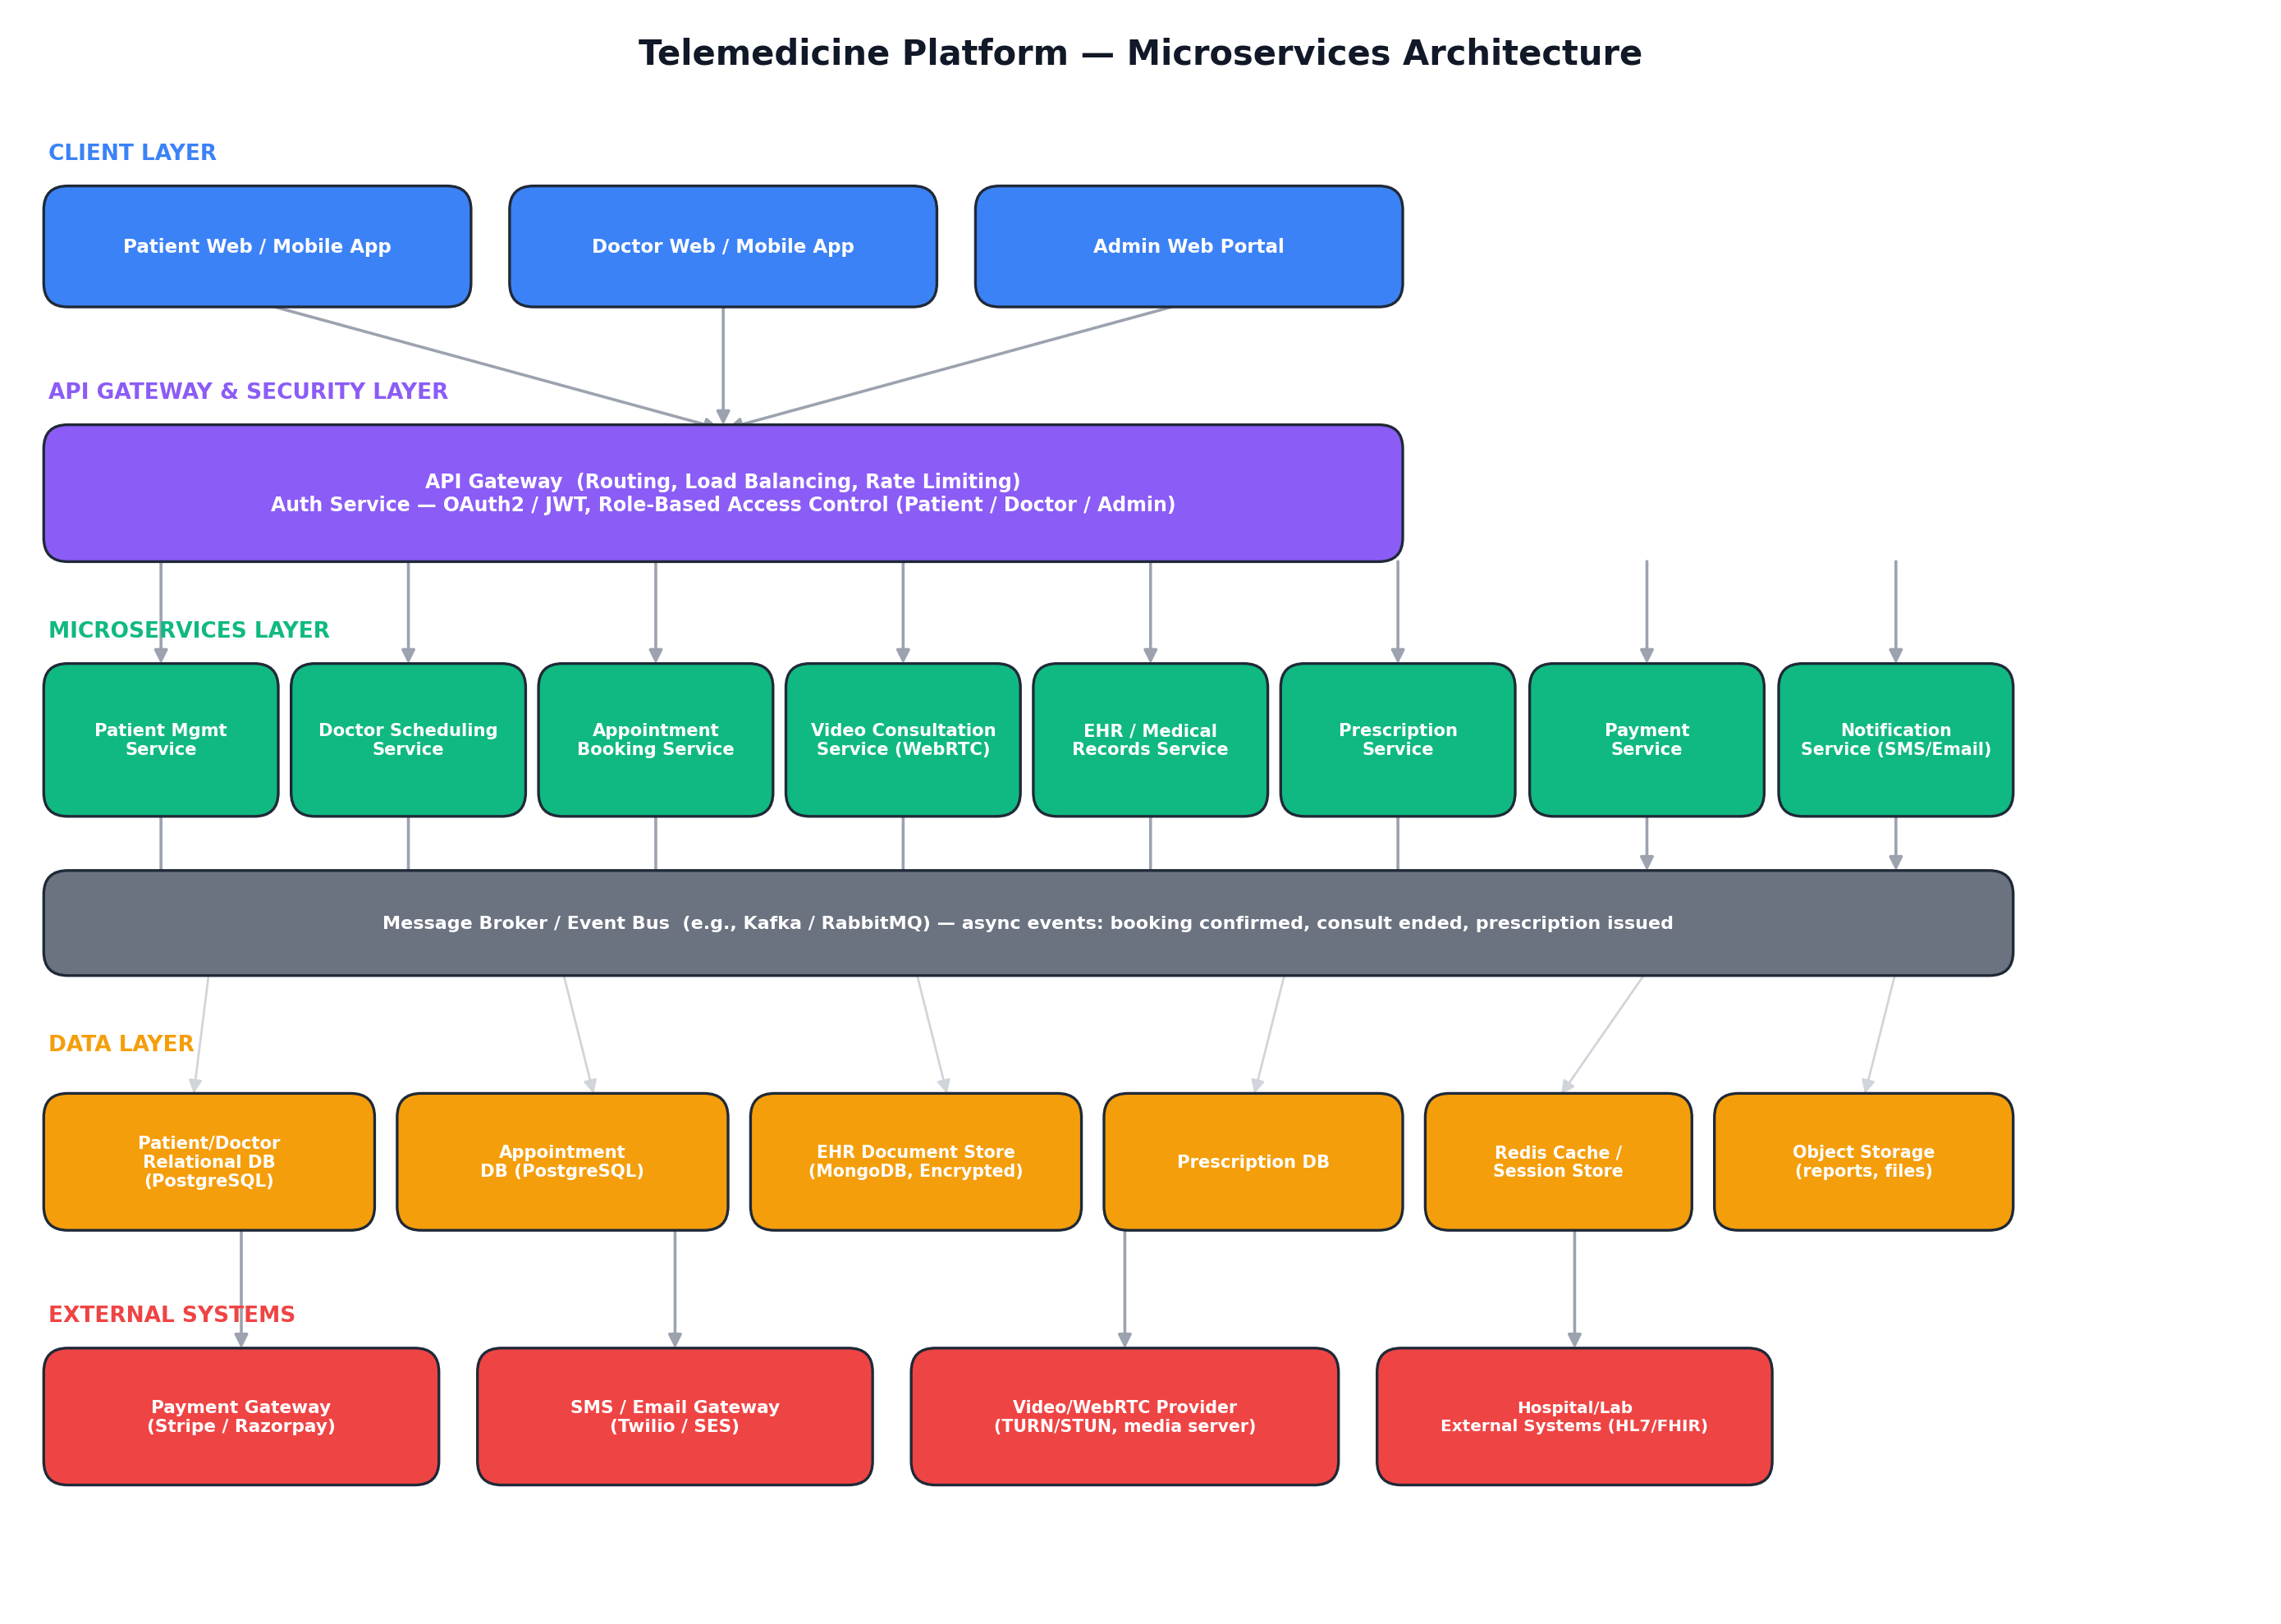 Telemedicine Platform — Microservices Architecture
CLIENT LAYER
Patient Web / Mobile App
Doctor Web / Mobile App
Admin Web Portal
API GATEWAY & SECURITY LAYER
API Gateway  (Routing, Load Balancing, Rate Limiting)
Auth Service — OAuth2 / JWT, Role-Based Access Control (Patient / Doctor / Admin)
MICROSERVICES LAYER
Patient Mgmt
Service
Doctor Scheduling
Service
Appointment
Booking Service
Video Consultation
Service (WebRTC)
EHR / Medical
Records Service
Prescription
Service
Payment
Service
Notification
Service (SMS/Email)
Message Broker / Event Bus  (e.g., Kafka / RabbitMQ) — async events: booking confirmed, consult ended, prescription issued
DATA LAYER
Patient/Doctor
Relational DB
(PostgreSQL)
Appointment
DB (PostgreSQL)
EHR Document Store
(MongoDB, Encrypted)
Prescription DB
Redis Cache /
Session Store
Object Storage
(reports, files)
EXTERNAL SYSTEMS
Payment Gateway
(Stripe / Razorpay)
SMS / Email Gateway
(Twilio / SES)
Video/WebRTC Provider
(TURN/STUN, media server)
Hospital/Lab
External Systems (HL7/FHIR)